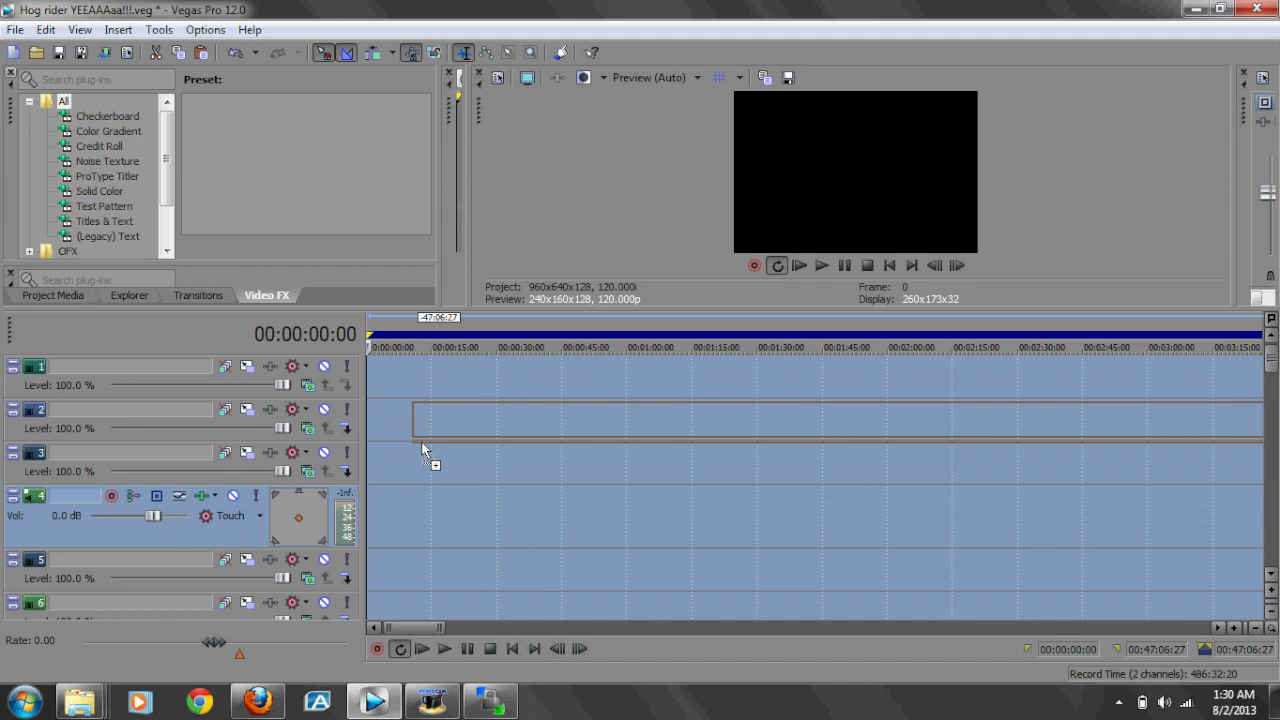 Hog rider YEEAAAaa!!!.veg * - Vegas Pro 12.0
File Edit View Insert Tools Options Help
Search plug-ins
Preset:
All
Checkerboard
Color Gradient
Credit Roll
Noise Texture
ProType Titler
Solid Color
Test Pattern
Titles & Text
(Legacy) Text
OFX
Search plug-ins
Project Media Explorer Transitions Video FX
Preview (Auto)
Project: 960x640x128, 120.000i
Preview: 240x160x128, 120.000p
Frame: 0
Display: 260x173x32
-47:06:27
00:00:00:00
0:00:00:00 00:00:15:00 00:00:30:00 00:00:45:00 00:01:00:00 00:01:15:00 00:01:30:00 00:01:45:00 00:02:00:00 00:02:15:00 00:02:30:00 00:02:45:00 00:03:00:00 00:03:15:00
1
Level: 100.0 %
2
Level: 100.0 %
3
Level: 100.0 %
4
-Inf.
Vol: 0.0 dB Touch
12-
24-
36-
48-
5
Level: 100.0 %
6
Rate: 0.00
00:00:00:00 00:47:06:27 00:47:06:27
Record Time (2 channels): 486:32:20
HYPERCAM
1:30 AM
8/2/2013